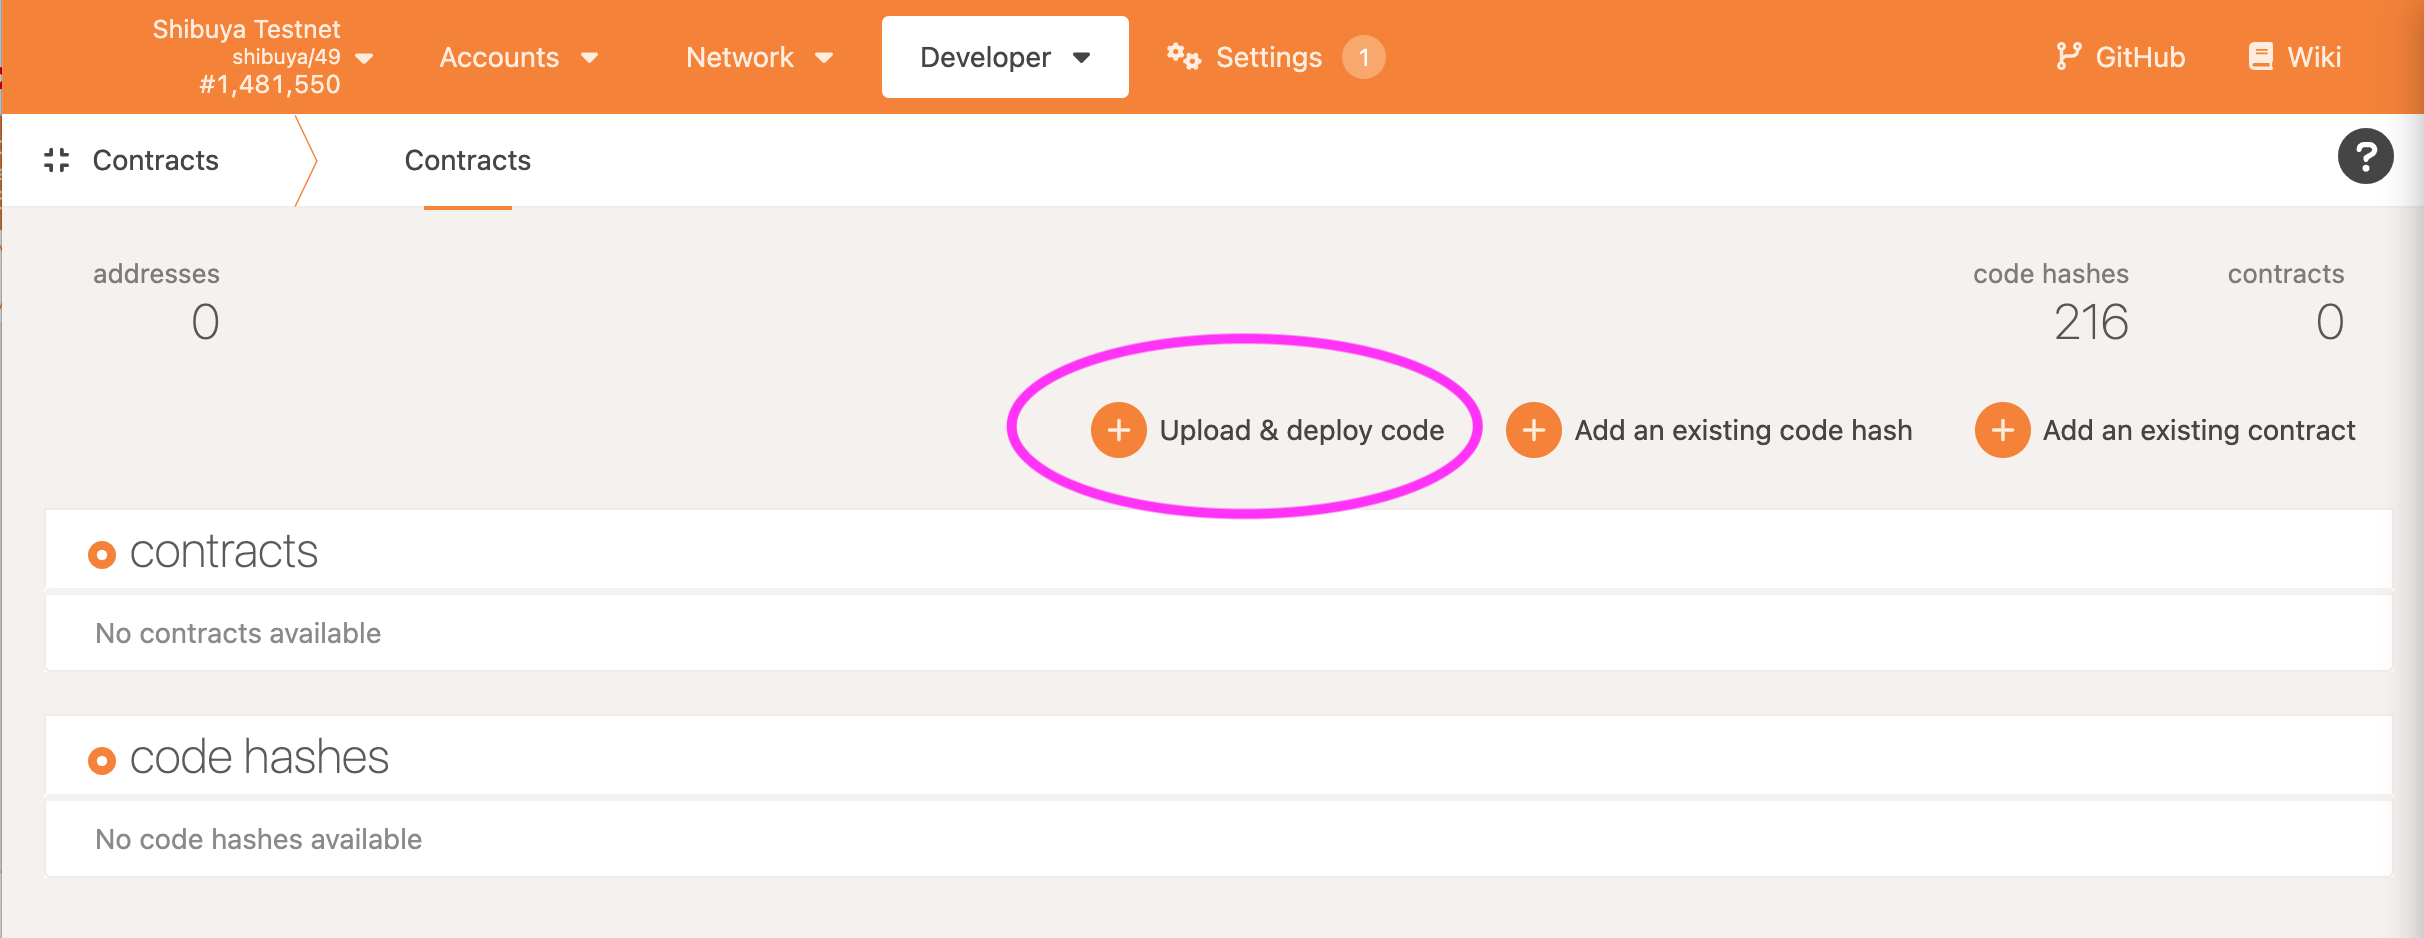 Shibuya Testnet
shibuya/49
#1,481,550
Accounts
Network
Developer
Settings
1
GitHub
Wiki
Contracts
Contracts
?
addresses
0
code hashes
216
contracts
0
Upload & deploy code
Add an existing code hash
Add an existing contract
contracts
No contracts available
code hashes
No code hashes available